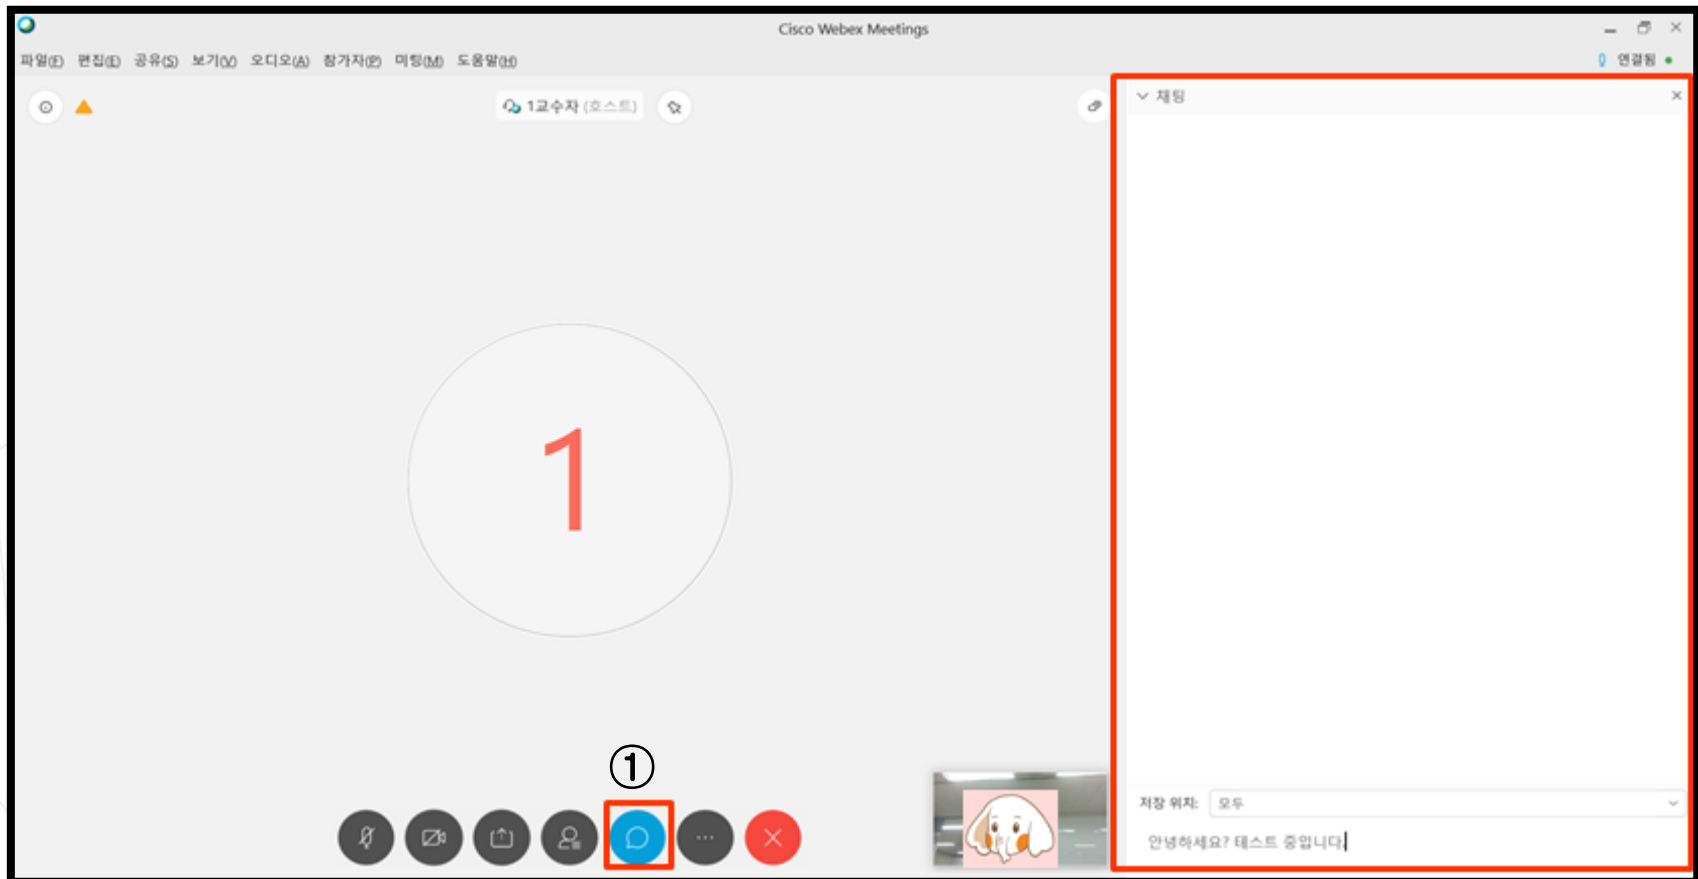 Cisco Webex Meetings
파일(F) 편집(E) 공유(S) 보기(V) 오디오(A) 참가자(P) 미팅(M) 도움말(H)
연결됨
1교수자 (호스트)
채팅
1
①
저장 위치: 모두
안녕하세요? 테스트 중입니다.